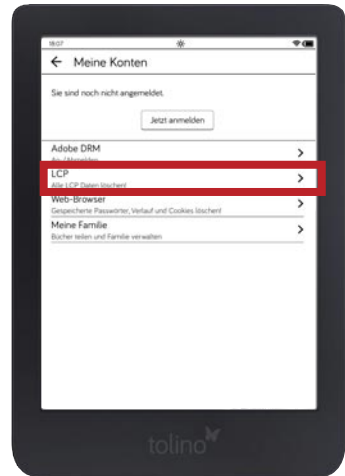 18:07
Meine Konten
Sie sind noch nicht angemeldet.
Jetzt anmelden
Adobe DRM
An-/Abmelden
LCP
Alle LCP Daten löschen!
Web-Browser
Gespeicherte Passwörter, Verlauf und Cookies löschen!
Meine Familie
Bücher teilen und Familie verwalten
tolino